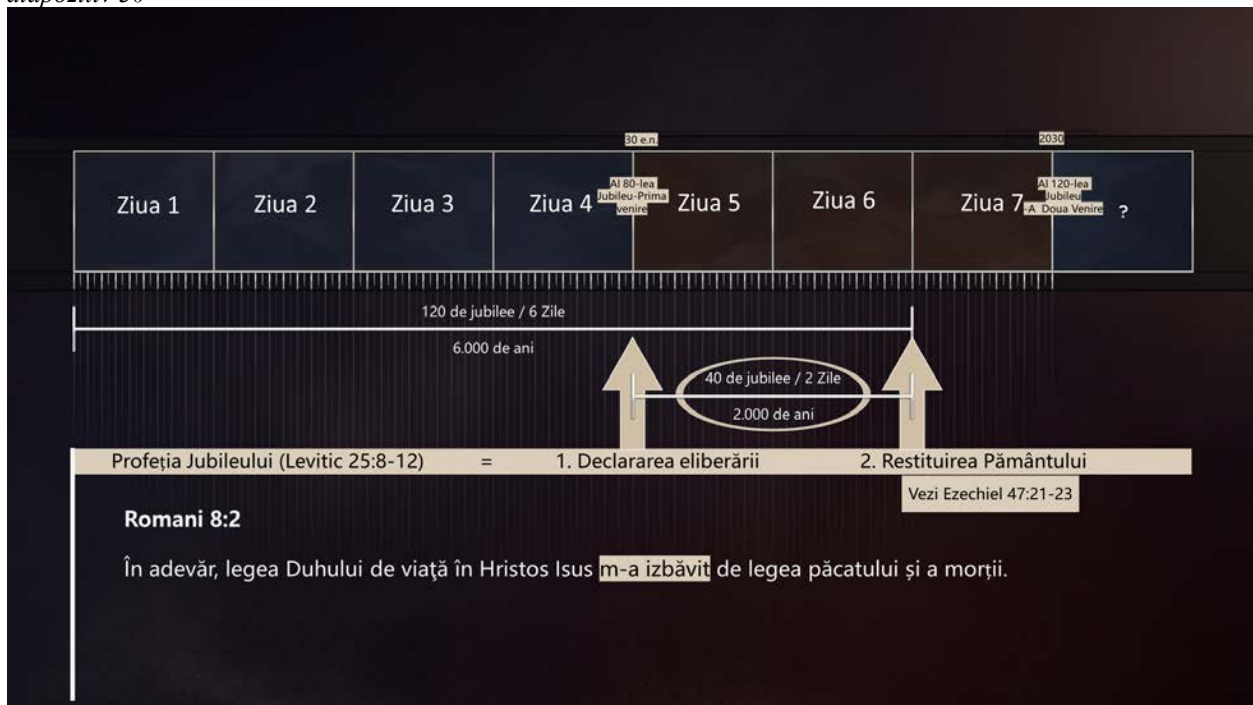 30 e.n.
2030
Ziua 1
Ziua 2
Ziua 3
Ziua 4
Al 80-lea
Jubileu-Prima
venire
Ziua 5
Ziua 6
Ziua 7
Al 120-lea
Jubileu
-A Doua Venire
?
120 de jubilee / 6 Zile
6.000 de ani
40 de jubilee / 2 Zile
2.000 de ani
Profeția Jubileului (Levitic 25:8-12) = 1. Declararea eliberării 2. Restituirea Pământului
Vezi Ezechiel 47:21-23
Romani 8:2
În adevăr, legea Duhului de viaţă în Hristos Isus m-a izbăvit de legea păcatului și a morții.